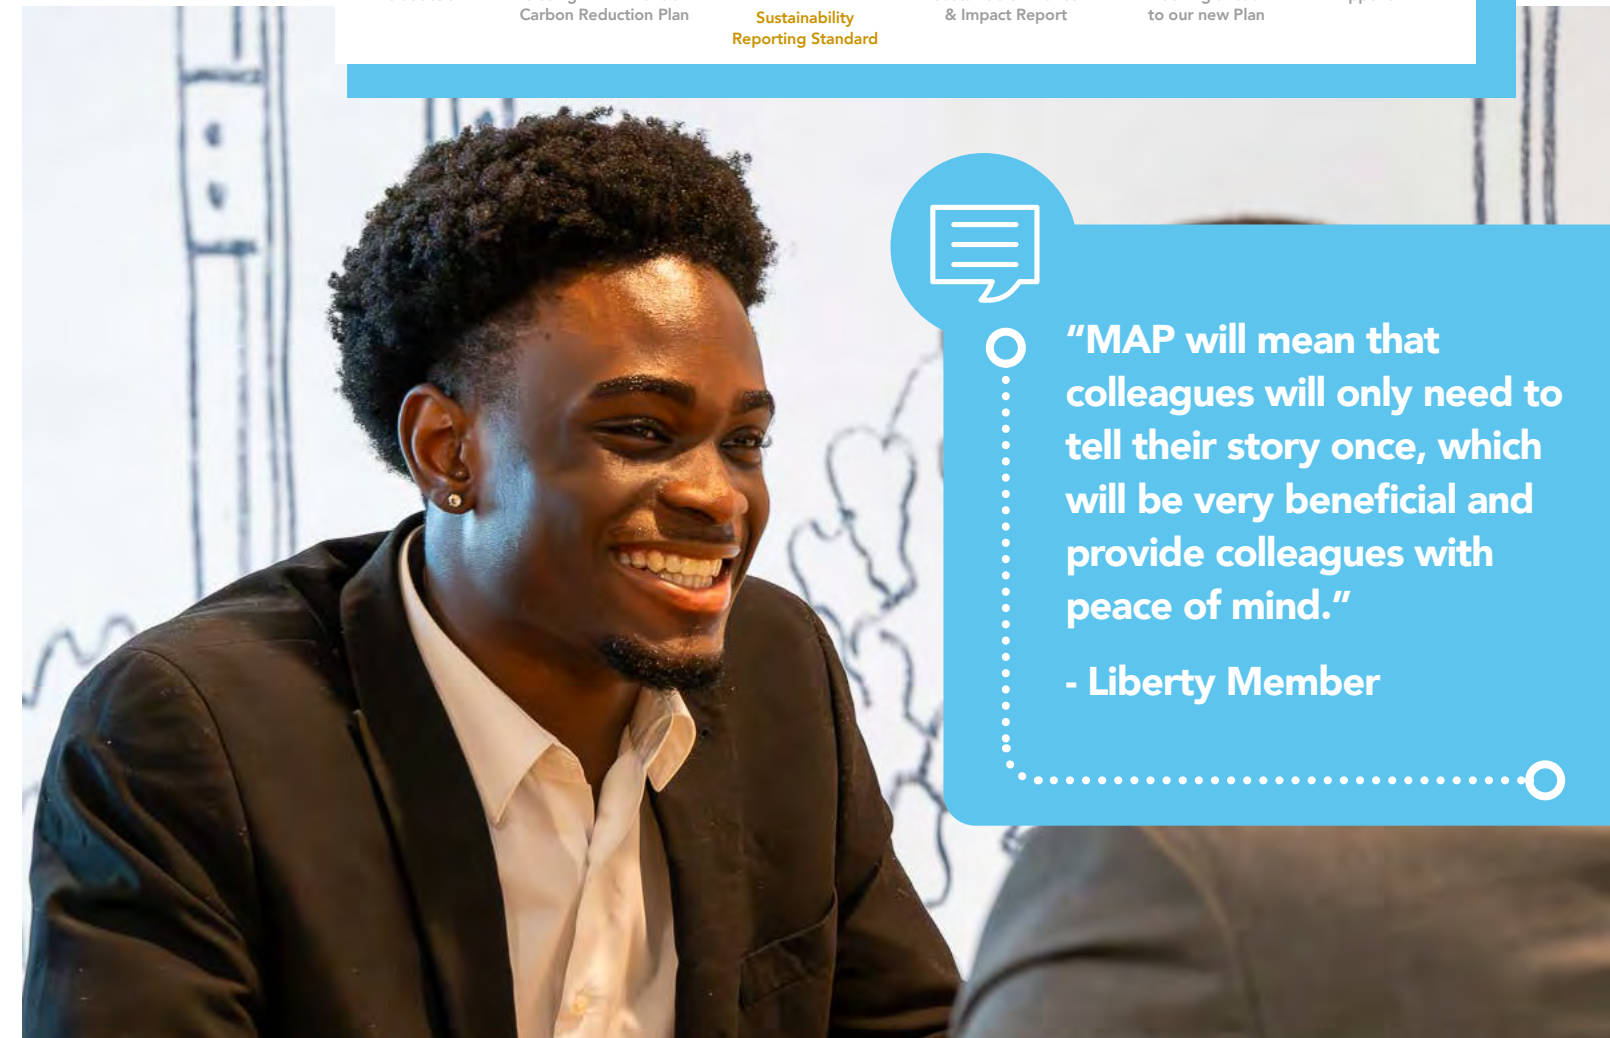 Carbon Reduction Plan
Sustainability
Reporting Standard
& Impact Report
to our new Plan
“MAP will mean that
colleagues will only need to
tell their story once, which
will be very beneficial and
provide colleagues with
peace of mind.”
- Liberty Member